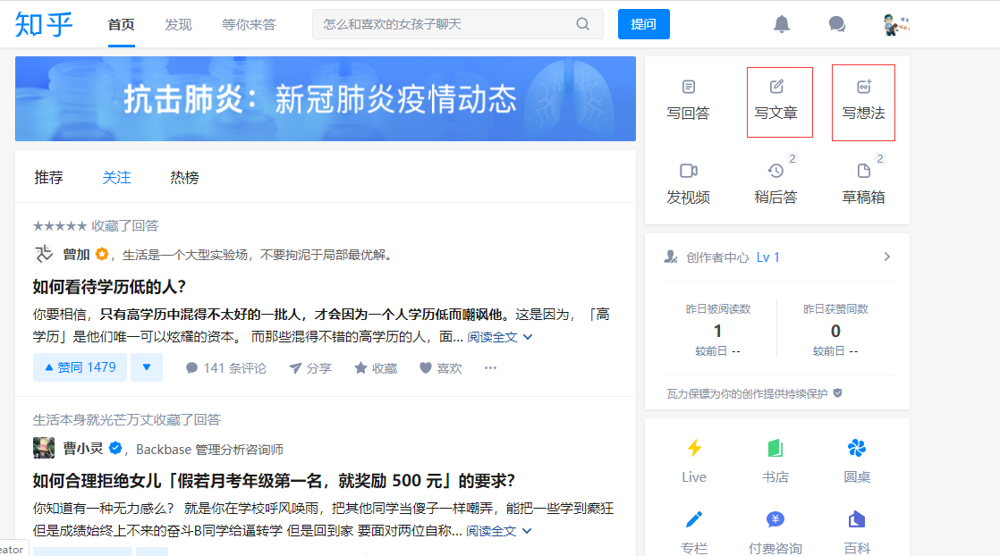 知乎 首页 发现 等你来答 怎么和喜欢的女孩子聊天 提问
抗击肺炎：新冠肺炎疫情动态
推荐 关注 热榜
★★★★★ 收藏了回答
曾加，生活是一个大型实验场，不要拘泥于局部最优解。
如何看待学历低的人？
你要相信，只有高学历中混得不太好的一批人，才会因为一个人学历低而嘲讽他。这是因为，「高
学历」是他们唯一可以炫耀的资本。 而那些混得不错的高学历的人，面... 阅读全文
赞同 1479 141 条评论 分享 收藏 喜欢 ···
生活本身就光芒万丈收藏了回答
曹小灵，Backbase 管理分析咨询师
如何合理拒绝女儿「假若月考年级第一名，就奖励 500 元」的要求？
你知道有一种无力感么？ 就是你在学校呼风唤雨，把其他同学当傻子一样嘲弄，能把一些学到癫狂
但是成绩始终上不来的奋斗B同学给逼转学 但是回到家 要面对两位自称... 阅读全文
eator
写回答 写文章 写想法
2 2
发视频 稍后答 草稿箱
创作者中心 Lv 1
昨日被阅读数 昨日获赞同数
1 0
较前日 -- 较前日 --
瓦力保镖为你的创作提供持续保护
Live 书店 圆桌
专栏 付费咨询 百科